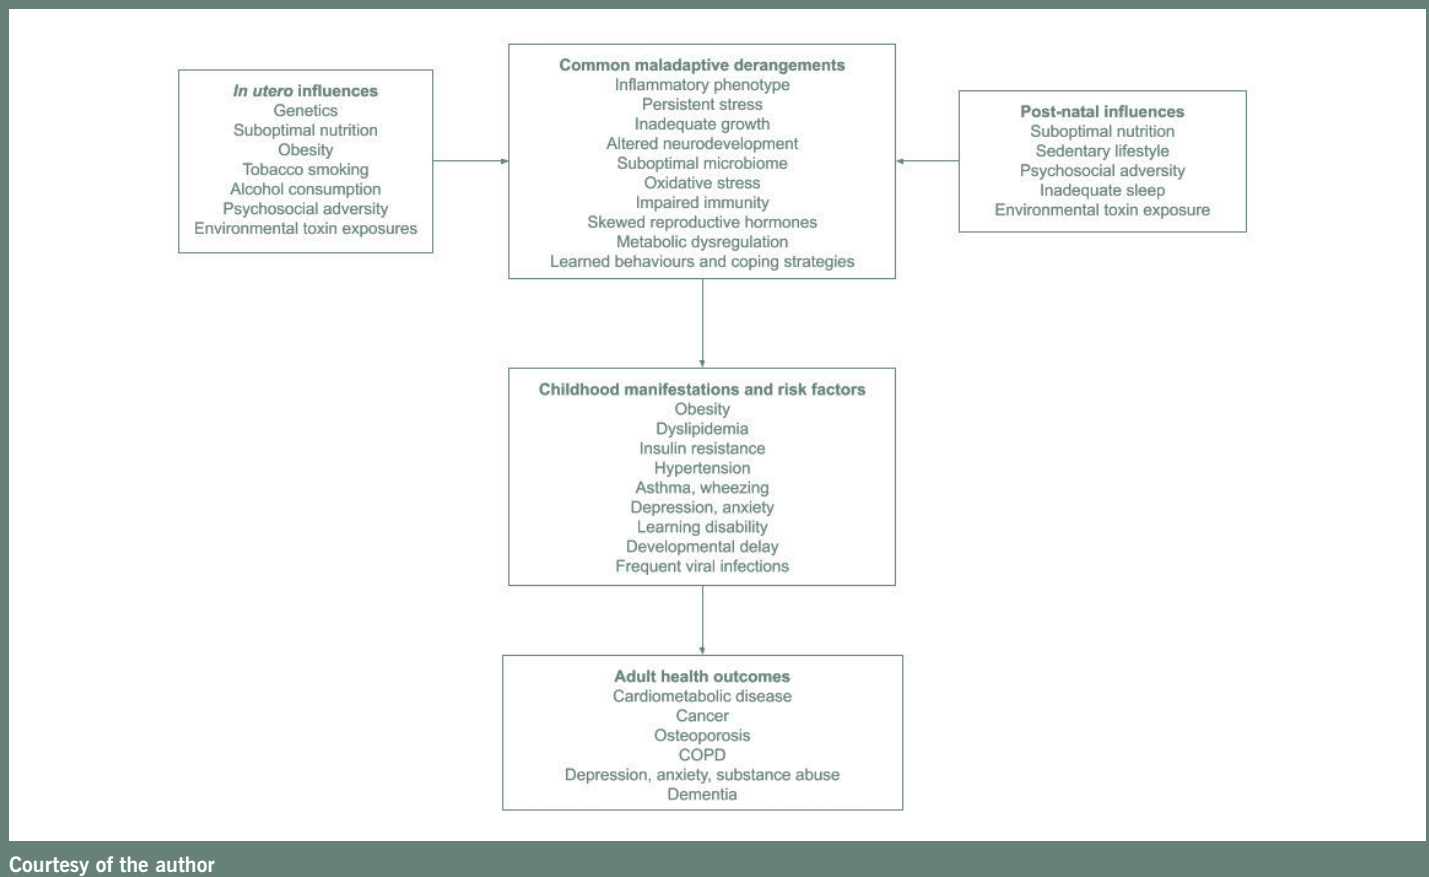 In utero influences
Genetics
Suboptimal nutrition
Obesity
Tobacco smoking
Alcohol consumption
Psychosocial adversity
Environmental toxin exposures
Common maladaptive derangements
Inflammatory phenotype
Persistent stress
Inadequate growth
Altered neurodevelopment
Suboptimal microbiome
Oxidative stress
Impaired immunity
Skewed reproductive hormones
Metabolic dysregulation
Learned behaviours and coping strategies
Post-natal influences
Suboptimal nutrition
Sedentary lifestyle
Psychosocial adversity
Inadequate sleep
Environmental toxin exposure
Childhood manifestations and risk factors
Obesity
Dyslipidemia
Insulin resistance
Hypertension
Asthma, wheezing
Depression, anxiety
Learning disability
Developmental delay
Frequent viral infections
Adult health outcomes
Cardiometabolic disease
Cancer
Osteoporosis
COPD
Depression, anxiety, substance abuse
Dementia
Courtesy of the author